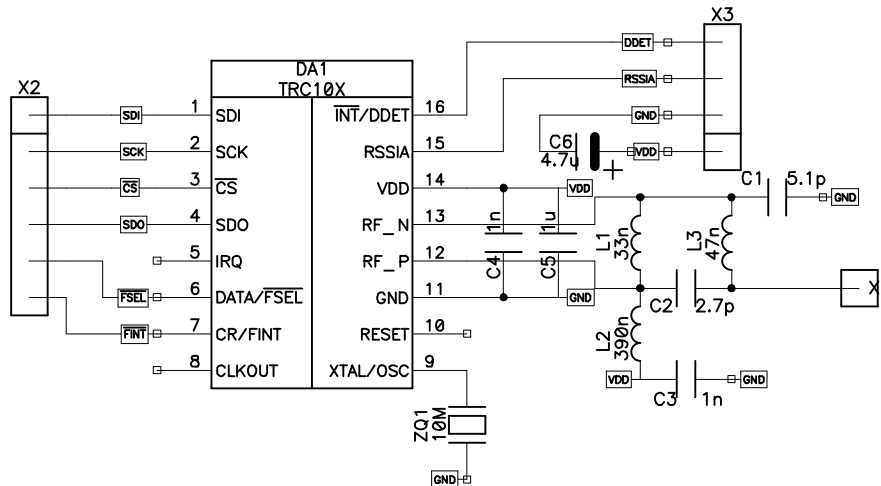 X2
DA1
TRC10X
X3
SDI
1
SDI
SCK
2
SCK
CS
3
CS
SDO
4
SDO
5
IRQ
FSEL
6
DATA/FSEL
FINT
7
CR/FINT
8
CLKOUT
16
INT/DDET
15
RSSIA
14
VDD
13
RF_N
12
RF_P
11
GND
10
RESET
9
XTAL/OSC
DDET
RSSIA
GND
VDD
C6
4.7u
+
VDD
1n
C4
1u
C5
GND
L1
33n
L3
47n
C1
5.1p
GND
C2
2.7p
X
L2
390n
VDD
C3
1n
GND
ZQ1
10M
GND